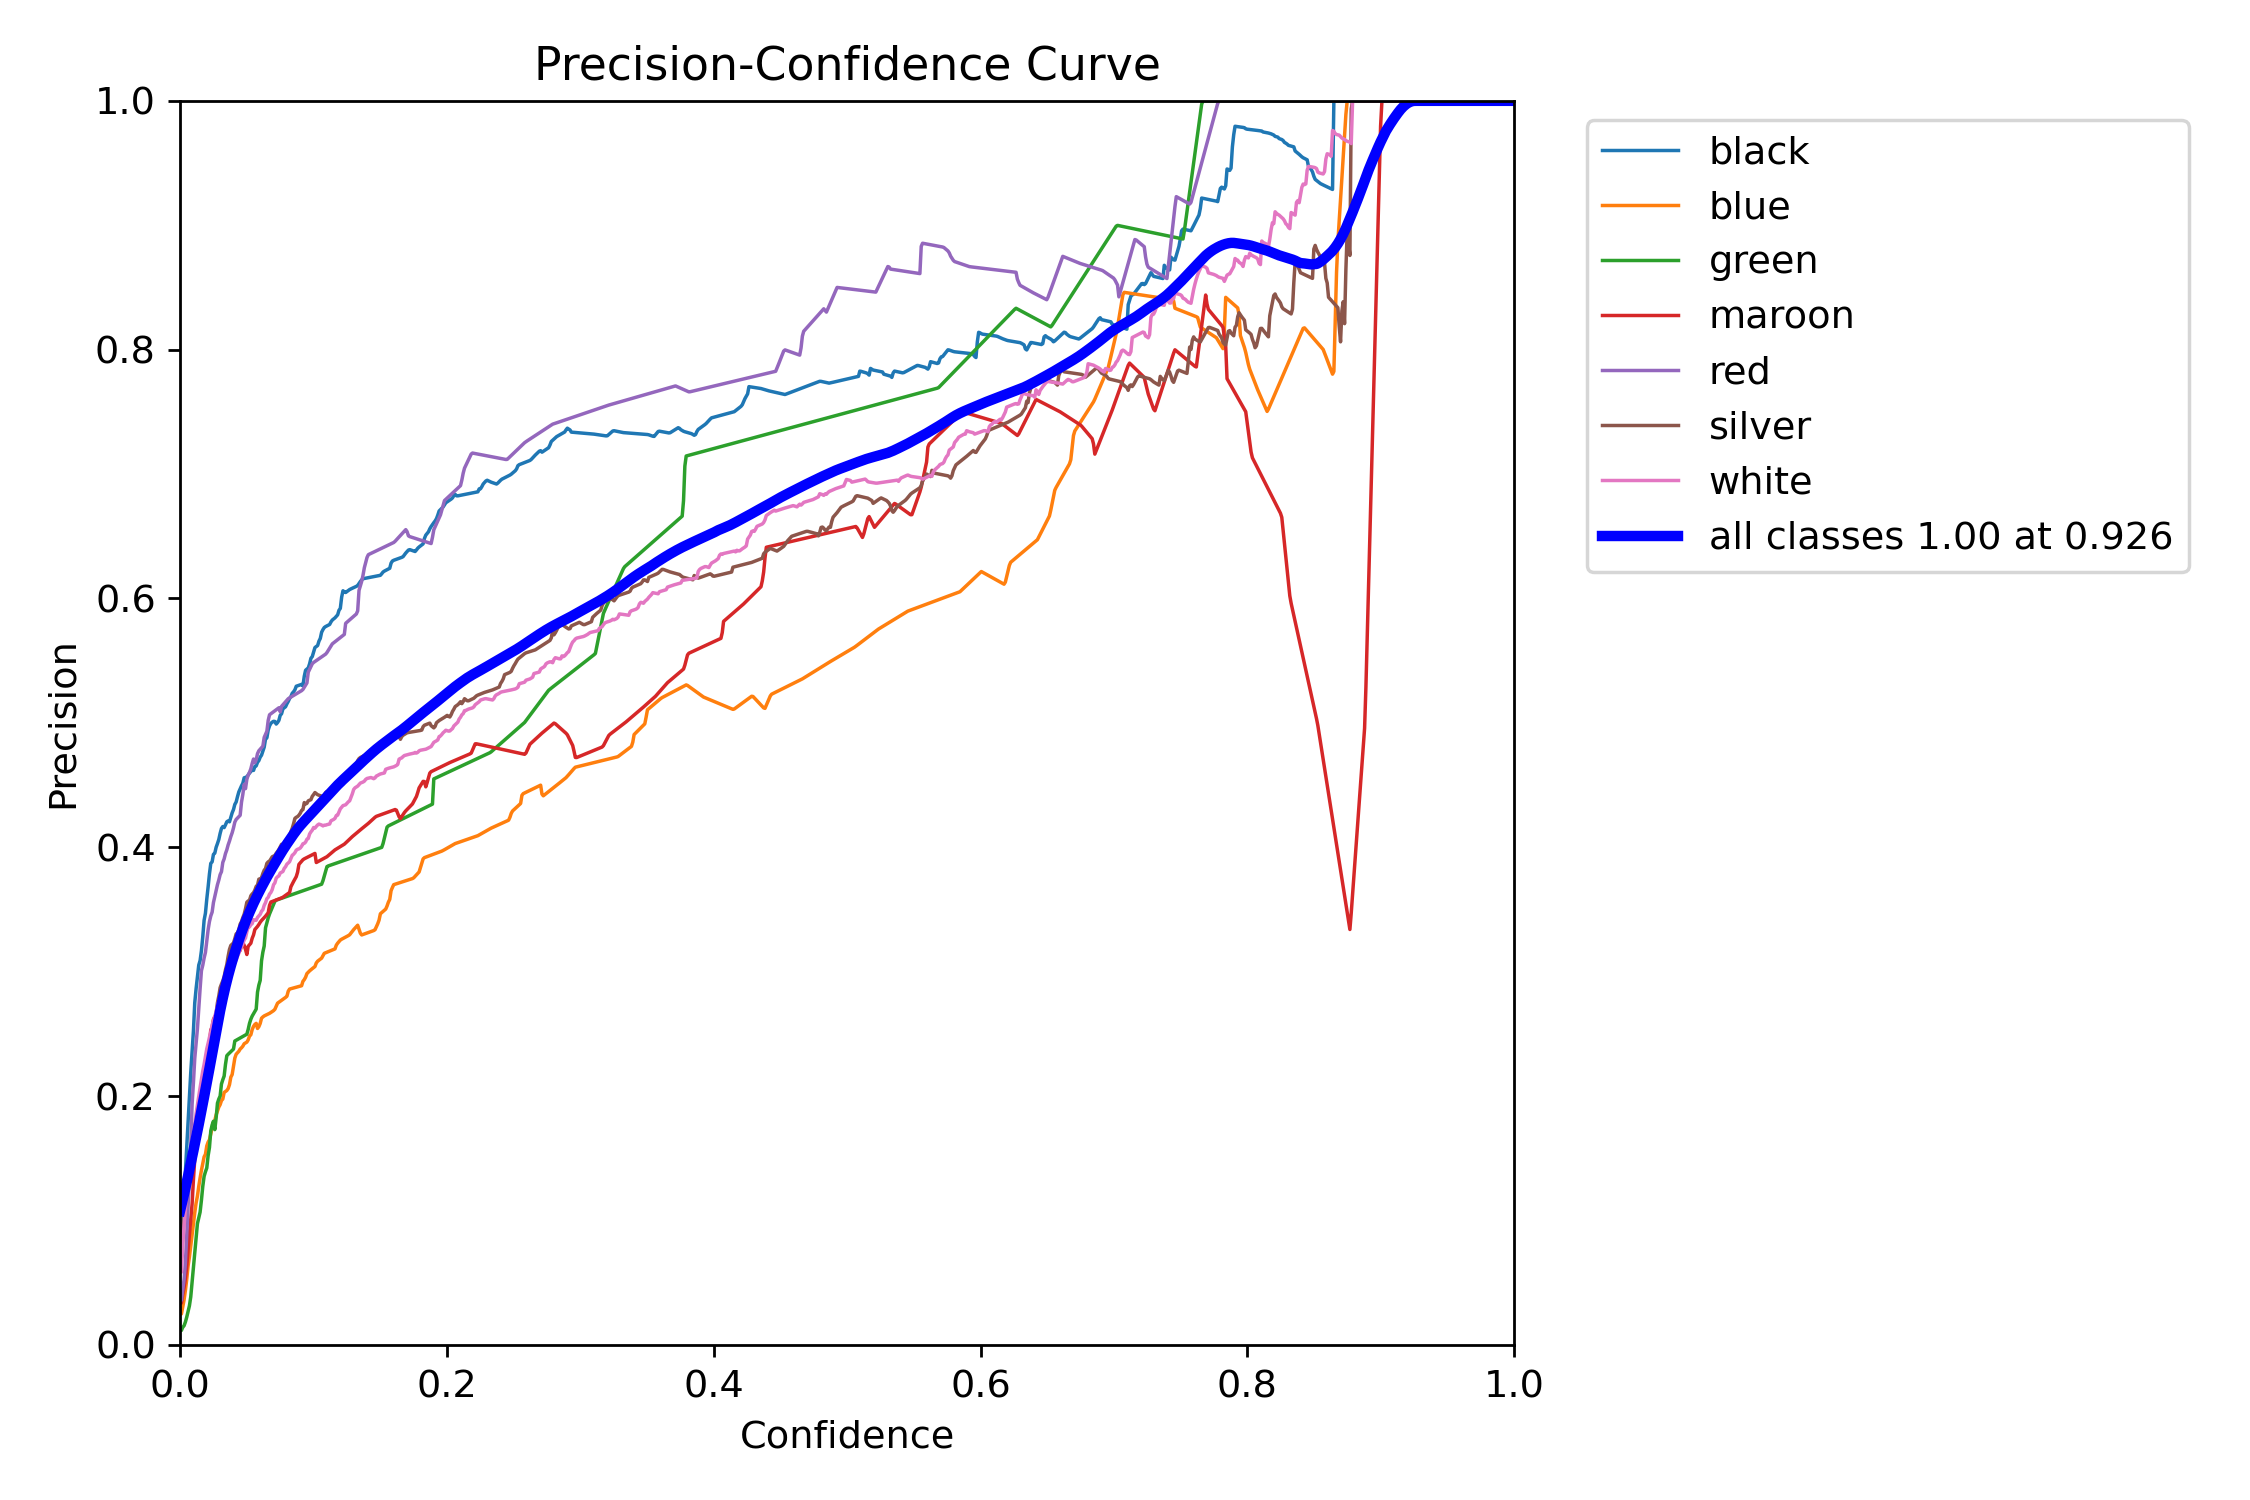 Precision-Confidence Curve
1.0
0.8
0.6
0.4
0.2
0.0
Precision
0.0 0.2 0.4 0.6 0.8 1.0
Confidence
black
blue
green
maroon
red
silver
white
all classes 1.00 at 0.926